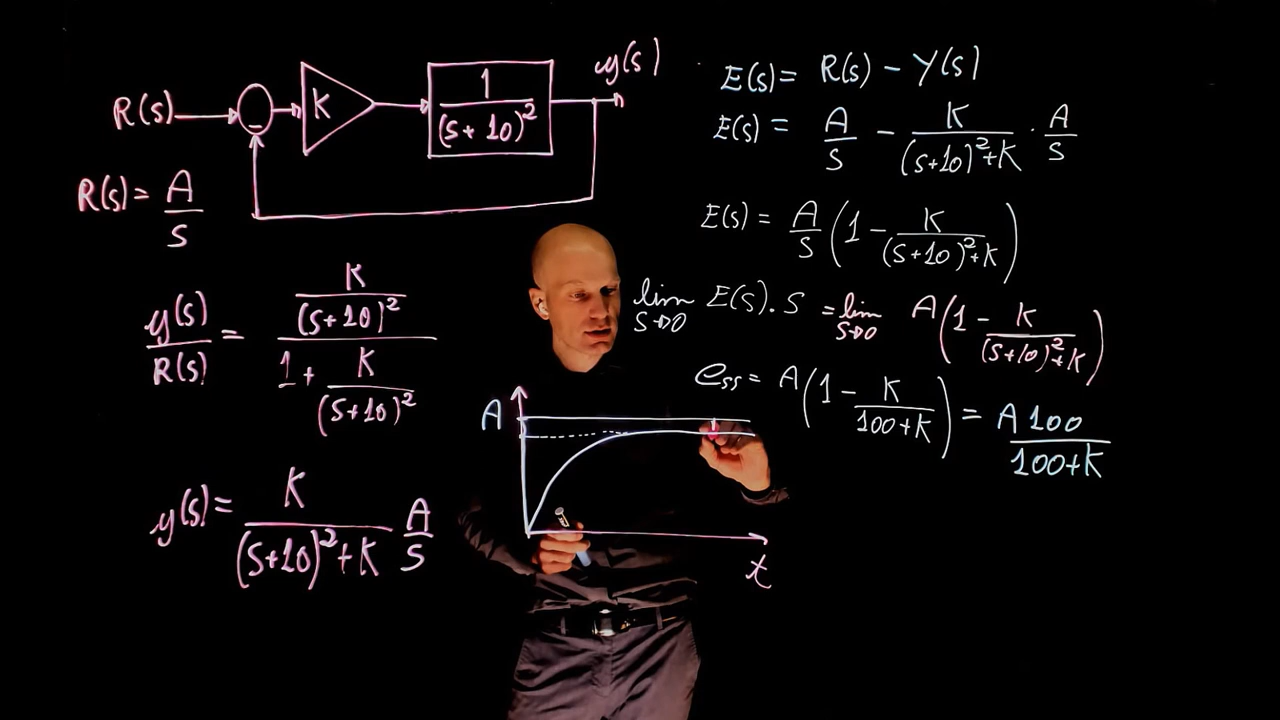 R(s)
K
1/(s+10)²
y(s)
-
R(s) = A/s
y(s)/R(s) = (K/(s+10)²)/(1+K/(s+10)²)
y(s) = K/((s+10)²+K) A/s
E(s) = R(s) - Y(s)
E(s) = A/s - K/((s+10)²+K) · A/s
E(s) = A/s (1 - K/((s+10)²+K))
lim s→0 E(s).s = lim s→0 A(1 - K/((s+10)²+K))
ess = A(1 - K/(100+K)) = A100/(100+K)
A
t